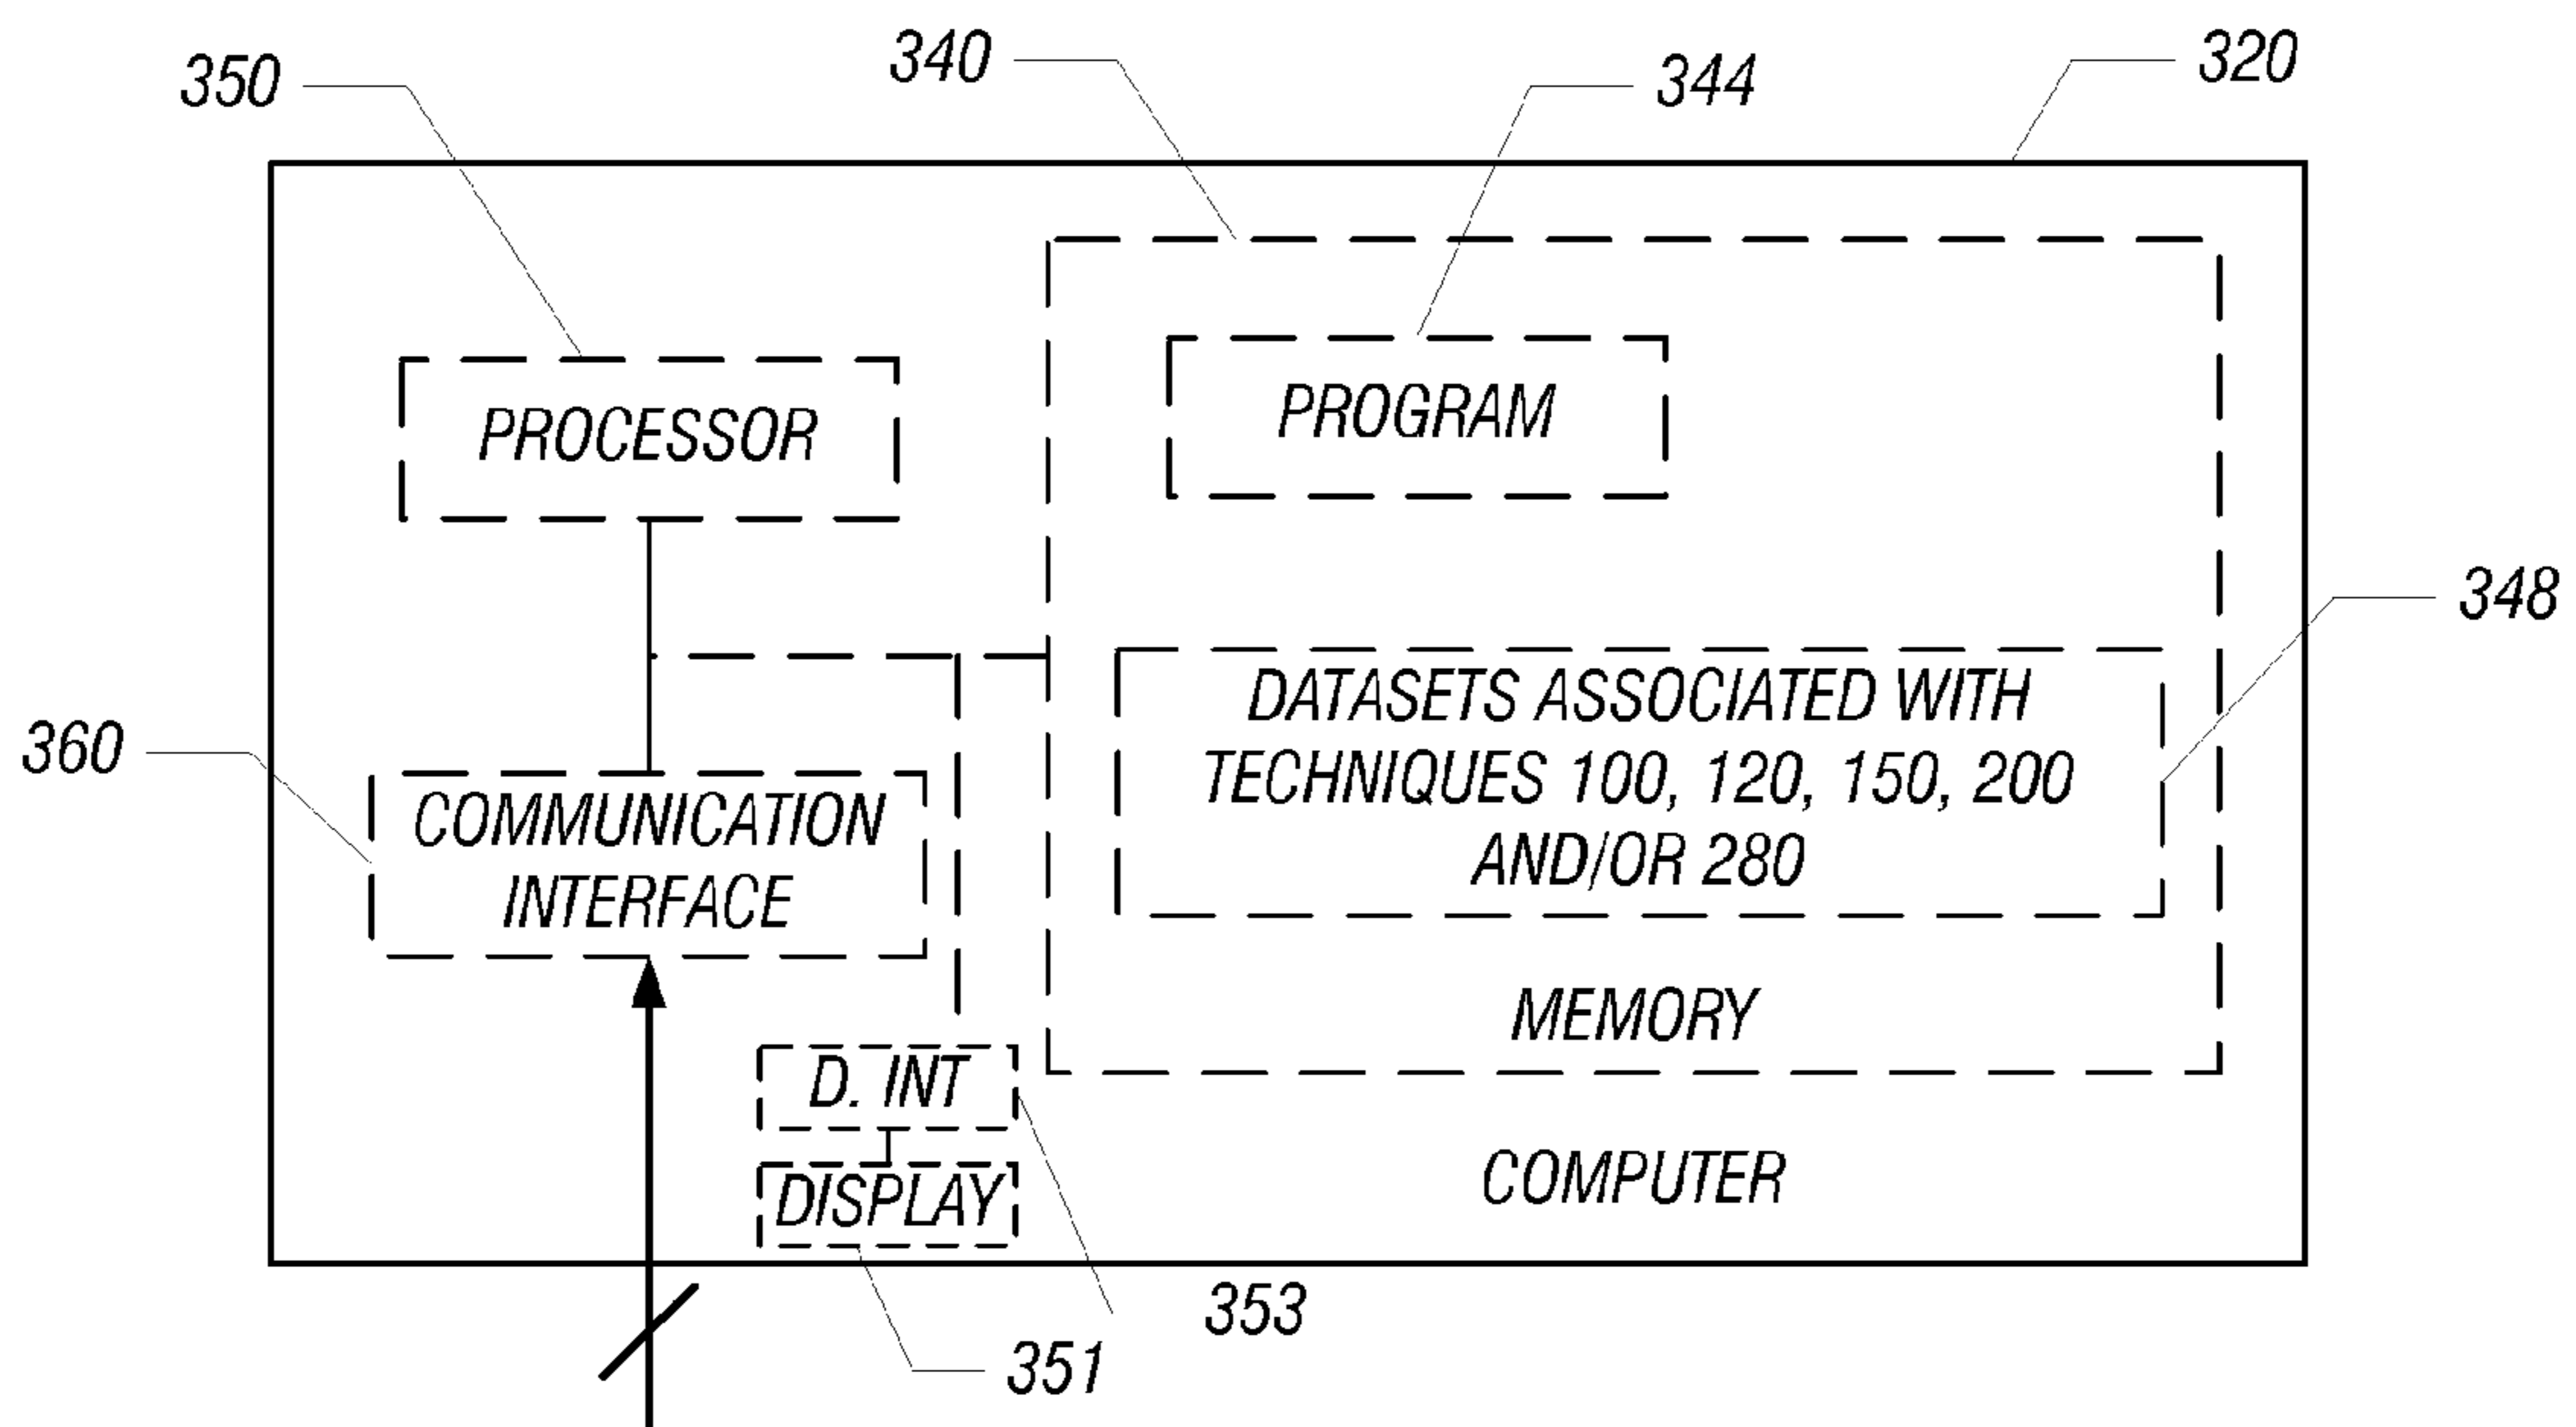 340
320
350
344
PROCESSOR
PROGRAM
348
DATASETS ASSOCIATED WITH
TECHNIQUES 100, 120, 150, 200
AND/OR 280
360
COMMUNICATION
INTERFACE
MEMORY
D. INT
DISPLAY
COMPUTER
353
351